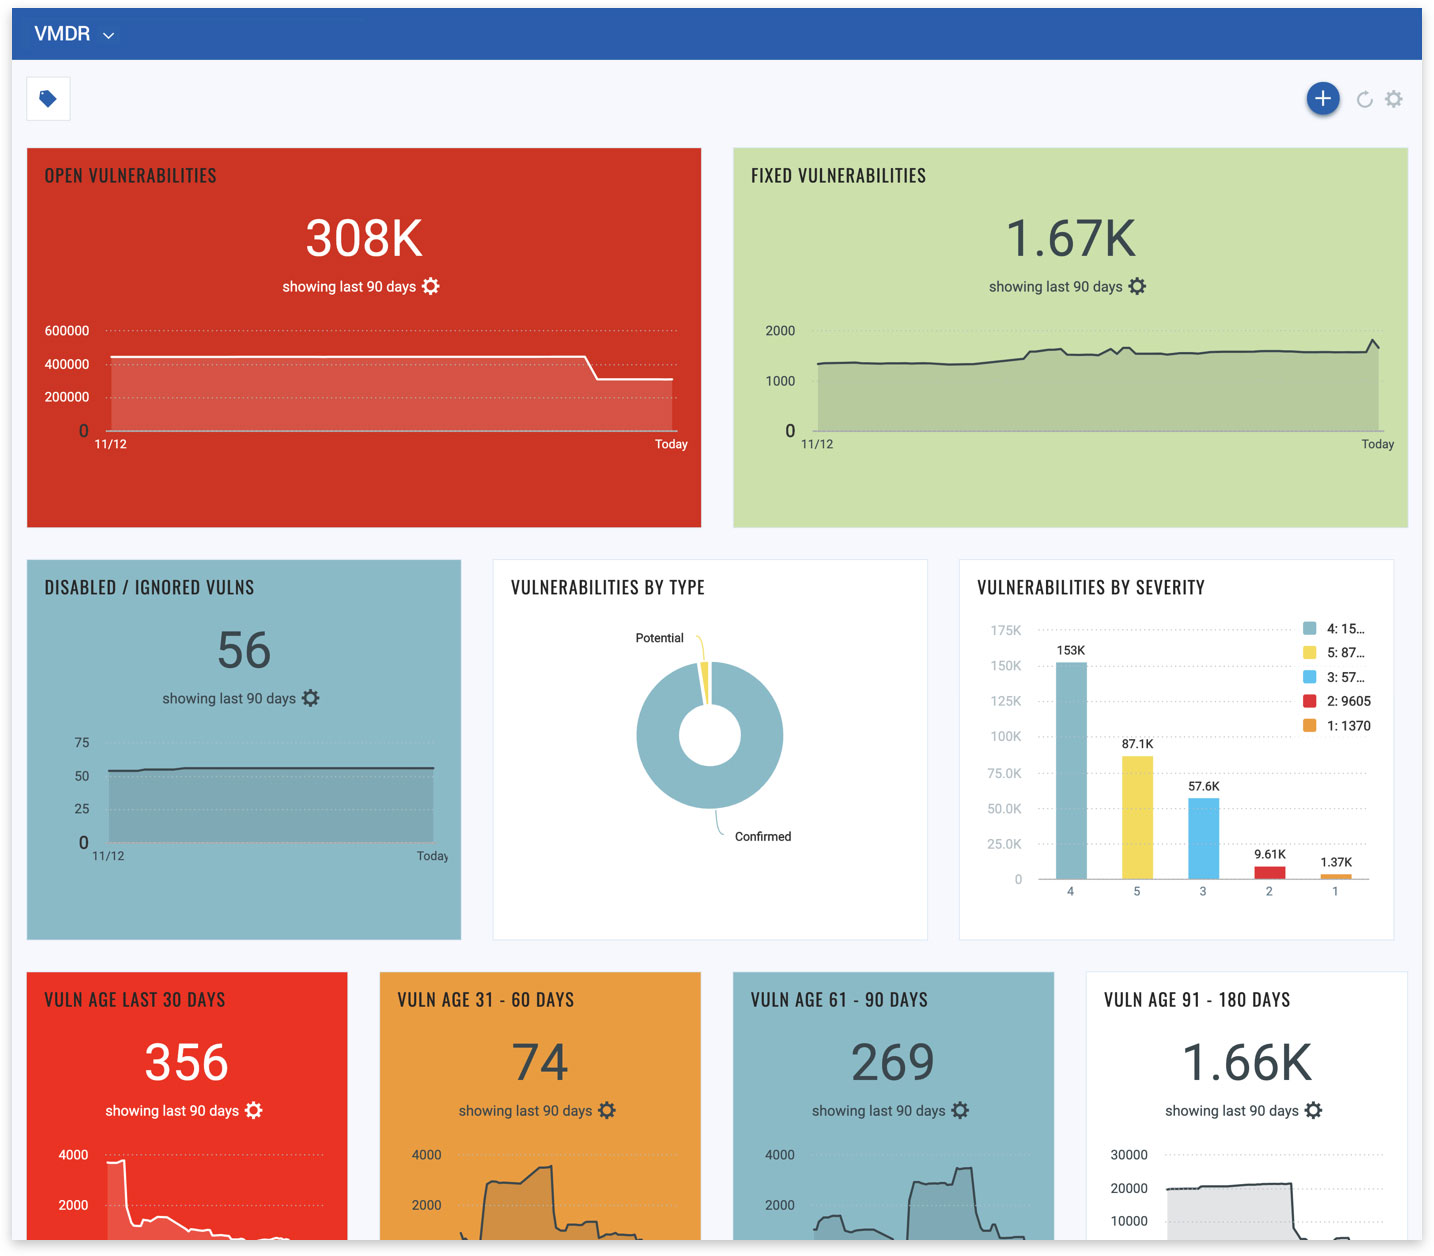 VMDR
OPEN VULNERABILITIES
308K
showing last 90 days
600000
400000
200000
0
11/12
Today
FIXED VULNERABILITIES
1.67K
showing last 90 days
2000
1000
0
11/12
Today
DISABLED / IGNORED VULNS
56
showing last 90 days
75
50
25
0
11/12
Today
VULNERABILITIES BY TYPE
Potential
Confirmed
VULNERABILITIES BY SEVERITY
175K
150K
125K
100K
75.0K
50.0K
25.0K
0
153K
87.1K
57.6K
9.61K
1.37K
4
5
3
2
1
4: 15...
5: 87...
3: 57...
2: 9605
1: 1370
VULN AGE LAST 30 DAYS
356
showing last 90 days
4000
2000
VULN AGE 31 - 60 DAYS
74
showing last 90 days
4000
2000
VULN AGE 61 - 90 DAYS
269
showing last 90 days
4000
2000
VULN AGE 91 - 180 DAYS
1.66K
showing last 90 days
30000
20000
10000